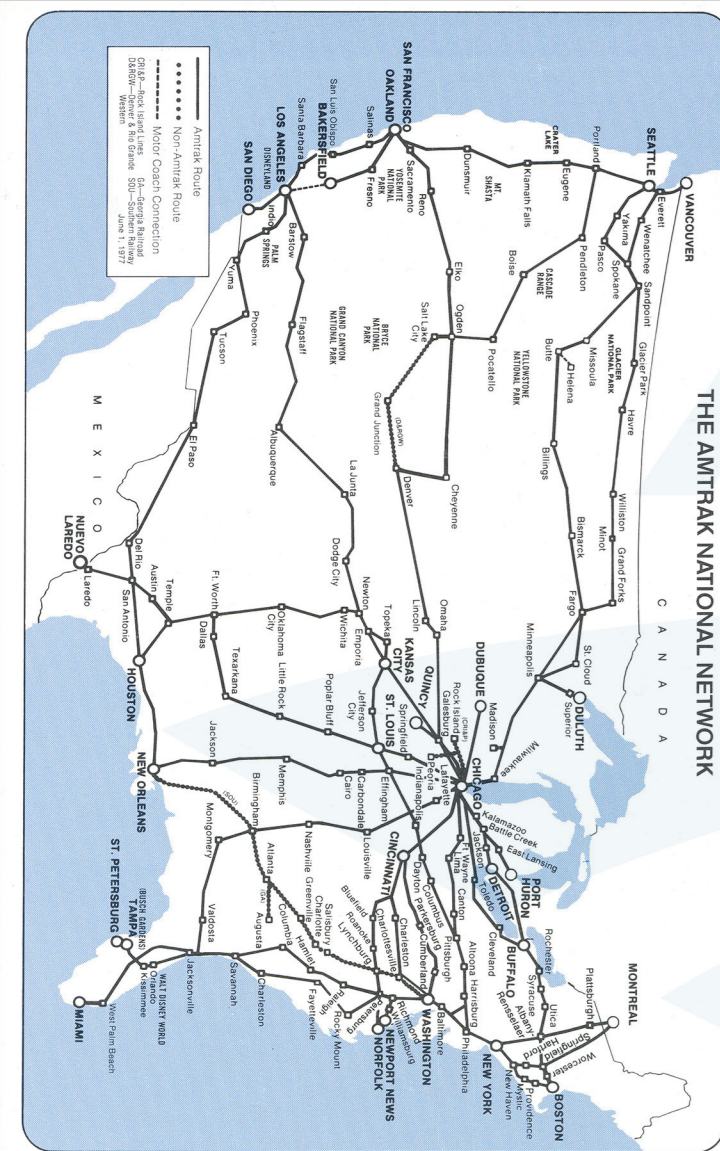 THE AMTRAK NATIONAL NETWORK
CANADA
VANCOUVER
Everett
SEATTLE
Wenatchee
Yakima
Pasco
Spokane
Sandpoint
Glacier Park
GLACIER
NATIONAL PARK
Havre
Williston
Minot
Grand Forks
Missoula
Butte
Helena
Billings
Bismarck
Fargo
St. Cloud
Minneapolis
DULUTH
Superior
Portland
Pendleton
Eugene
CRATER
LAKE
Klamath Falls
MT.
SHASTA
Dunsmuir
CASCADE
RANGE
Boise
Pocatello
YELLOWSTONE
NATIONAL PARK
SAN FRANCISCO
OAKLAND
Sacramento
Reno
Elko
Ogden
Salt Lake
City
Grand Junction
(D&RGW)
Denver
Cheyenne
YOSEMITE
NATIONAL
PARK
Salinas
Fresno
San Luis Obispo
BAKERSFIELD
Santa Barbara
LOS ANGELES
DISNEYLAND
SAN DIEGO
Indio
PALM
SPRINGS
Barstow
Yuma
Phoenix
Tucson
Flagstaff
GRAND CANYON
NATIONAL PARK
BRYCE
NATIONAL
PARK
Albuquerque
El Paso
MEXICO
La Junta
Dodge City
Newton
Emporia
Topeka
KANSAS
CITY
Wichita
Oklahoma
City
Ft. Worth
Dallas
Temple
Austin
Del Rio
San Antonio
NUEVO
LAREDO
Laredo
HOUSTON
Texarkana
Little Rock
Poplar Bluff
Jefferson
City
ST. LOUIS
Springfield
Lincoln
Omaha
QUINCY
Galesburg
Rock Island
(CRI&P)
DUBUQUE
Madison
Milwaukee
CHICAGO
Peoria
Lafayette
Indianapolis
Effingham
Carbondale
Cairo
Memphis
Jackson
NEW ORLEANS
(SOU)
Birmingham
Montgomery
Nashville
Louisville
CINCINNATI
Atlanta
(GA)
Augusta
Greenville
Charlotte
Salisbury
Columbia
Hamlet
Raleigh
Fayetteville
Rocky Mount
Petersburg
Richmond
Williamsburg
NEWPORT NEWS
NORFOLK
Bluefield
Roanoke
Lynchburg
Charlottesville
Charleston
Cumberland
Parkersburg
Columbus
Dayton
Kalamazoo
Battle Creek
East Lansing
Jackson
PORT
HURON
DETROIT
Toledo
Ft. Wayne
Lima
Canton
Pittsburgh
Altoona
Harrisburg
Cleveland
BUFFALO
Rochester
Syracuse
Utica
Albany-
Rensselaer
Plattsburgh
MONTREAL
Springfield
Worcester
Hartford
BOSTON
Providence
Mystic
New Haven
NEW YORK
Philadelphia
Baltimore
WASHINGTON
Charleston
Savannah
Jacksonville
Valdosta
WALT DISNEY WORLD
Orlando
Kissimmee
(BUSCH GARDENS)
TAMPA
ST. PETERSBURG
West Palm Beach
MIAMI
Amtrak Route
Non-Amtrak Route
Motor Coach Connection
CRI&P—Rock Island Lines GA—Georgia Railroad
D&RGW—Denver & Rio Grande SOU—Southern Railway
Western
June 1, 1977